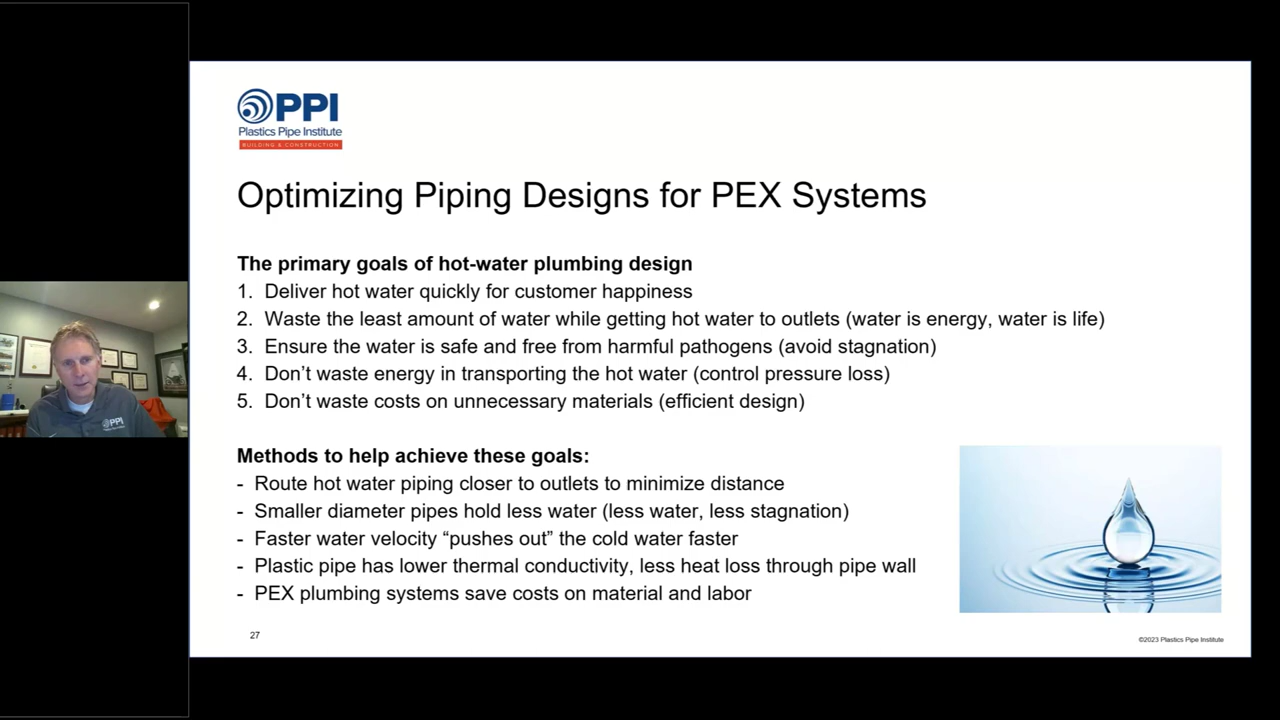 PPI
Plastics Pipe Institute
BUILDING & CONSTRUCTION
Optimizing Piping Designs for PEX Systems
The primary goals of hot-water plumbing design
1. Deliver hot water quickly for customer happiness
2. Waste the least amount of water while getting hot water to outlets (water is energy, water is life)
3. Ensure the water is safe and free from harmful pathogens (avoid stagnation)
4. Don’t waste energy in transporting the hot water (control pressure loss)
5. Don’t waste costs on unnecessary materials (efficient design)
Methods to help achieve these goals:
- Route hot water piping closer to outlets to minimize distance
- Smaller diameter pipes hold less water (less water, less stagnation)
- Faster water velocity “pushes out” the cold water faster
- Plastic pipe has lower thermal conductivity, less heat loss through pipe wall
- PEX plumbing systems save costs on material and labor
27
©2023 Plastics Pipe Institute
PPI